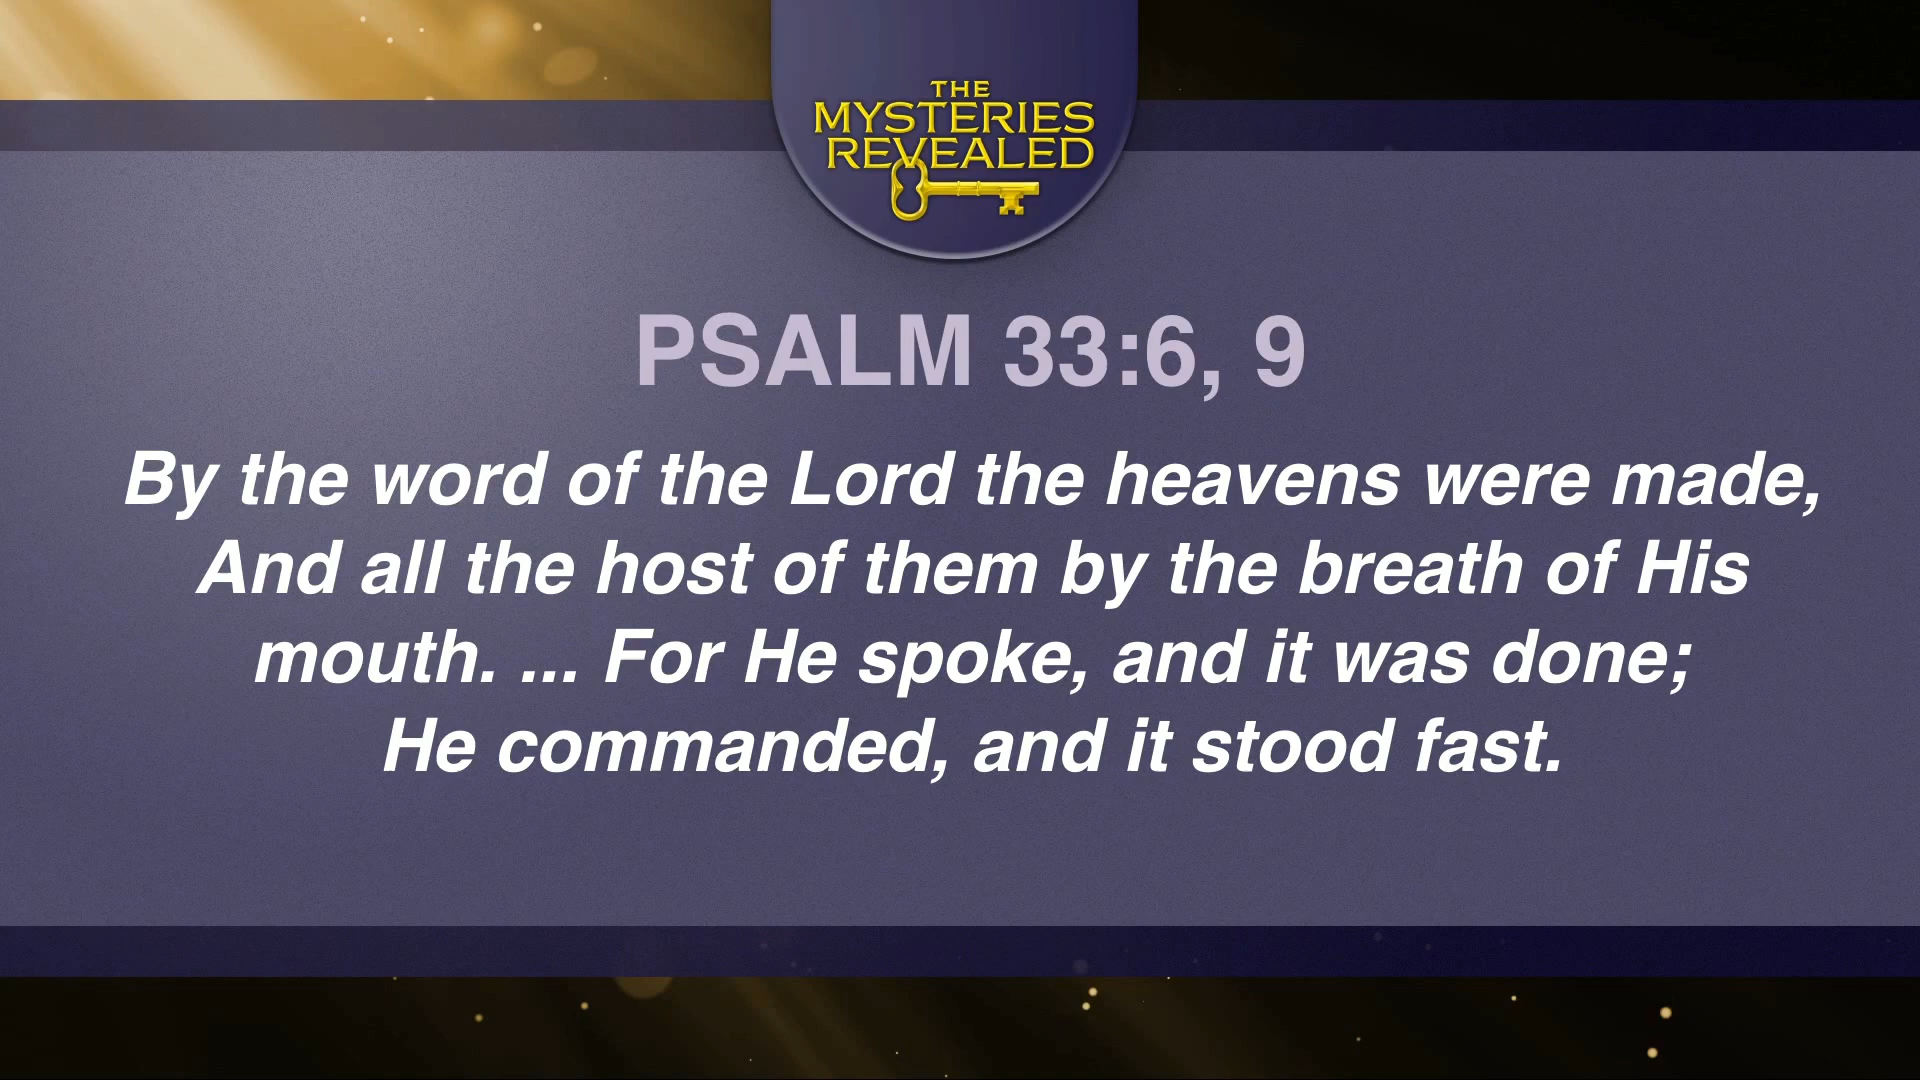 THE
MYSTERIES
REVEALED
PSALM 33:6, 9
By the word of the Lord the heavens were made,
And all the host of them by the breath of His
mouth. ... For He spoke, and it was done;
He commanded, and it stood fast.